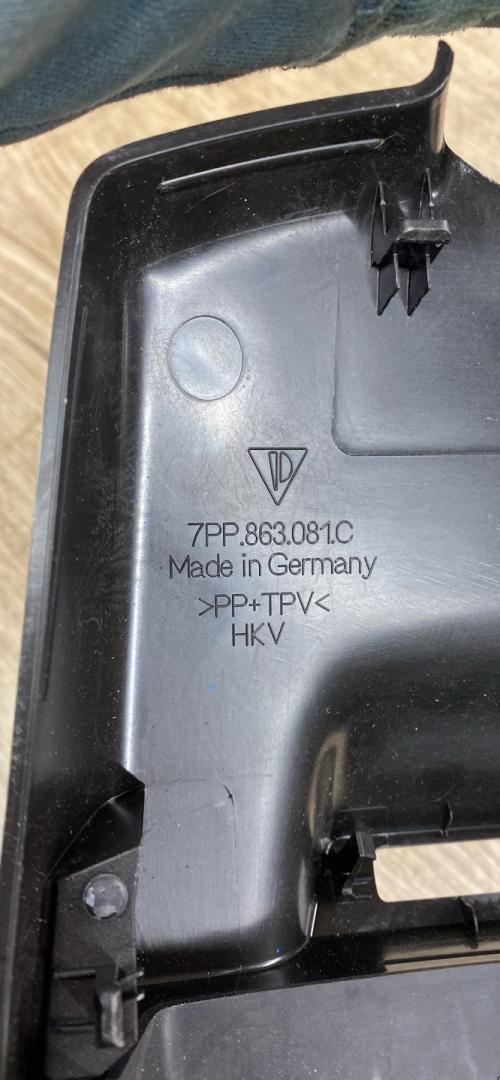 7PP.863.081.C
Made in Germany
>PP+TPV<
HKV